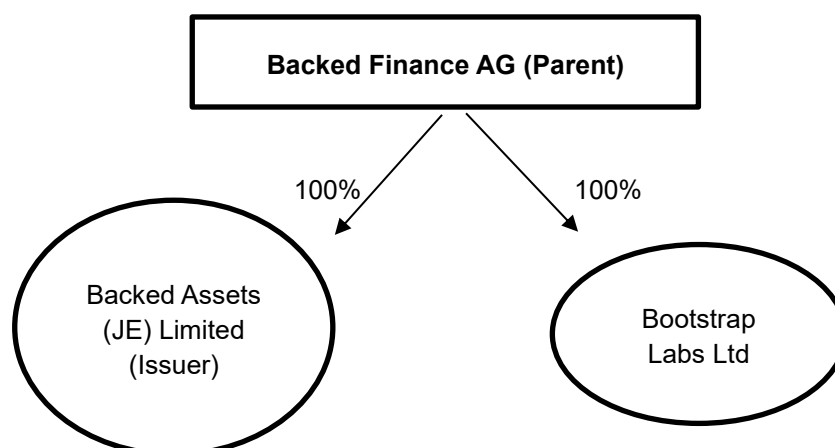 Backed Finance AG (Parent)
100%
100%
Backed Assets
(JE) Limited
(Issuer)
Bootstrap
Labs Ltd